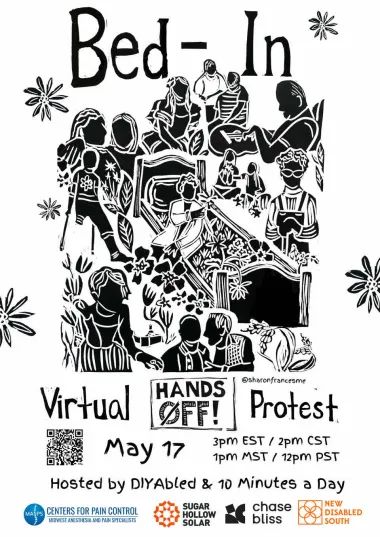 Bed-In
@sharonfrancesme
Virtual HANDS OFF! Protest
May 17
3pm EST / 2pm CST
1pm MST / 12pm PST
Hosted by DIYAbled & 10 Minutes a Day
MAPS CENTERS FOR PAIN CONTROL
MIDWEST ANESTHESIA AND PAIN SPECIALISTS
SUGAR HOLLOW SOLAR
chase bliss
NEW DISABLED SOUTH